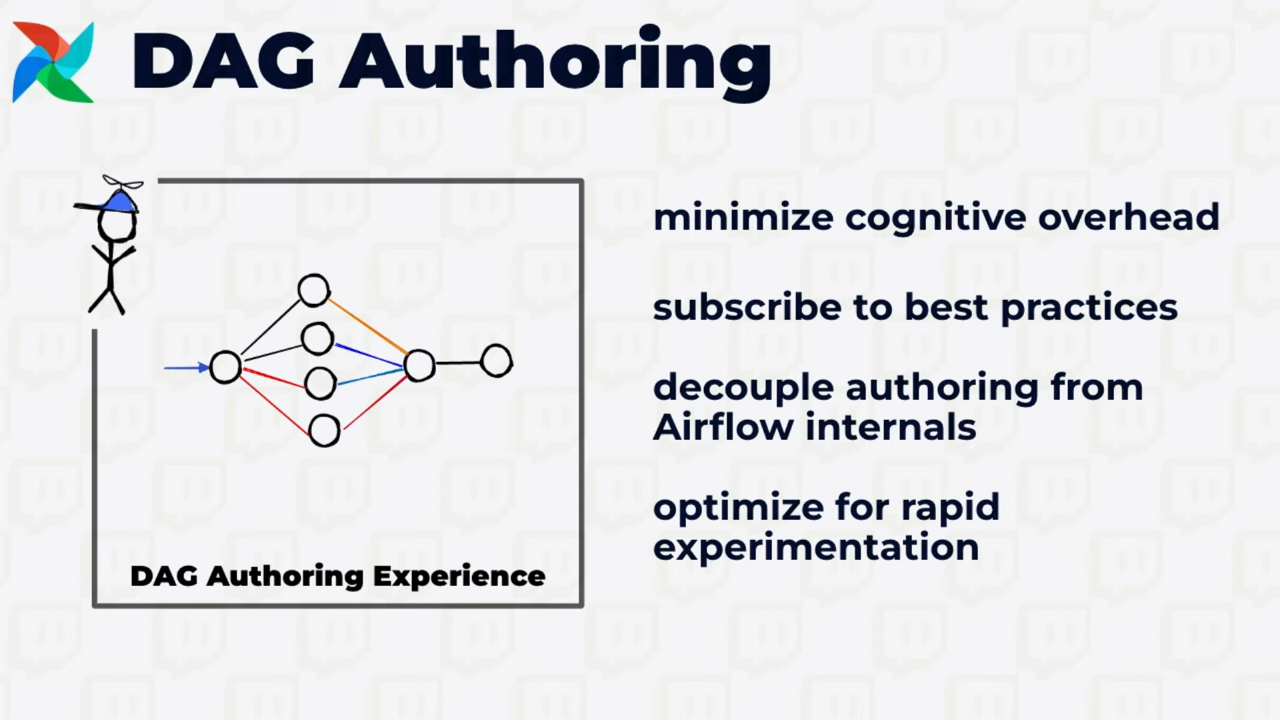 DAG Authoring
minimize cognitive overhead
subscribe to best practices
decouple authoring from
Airflow internals
optimize for rapid
experimentation
DAG Authoring Experience